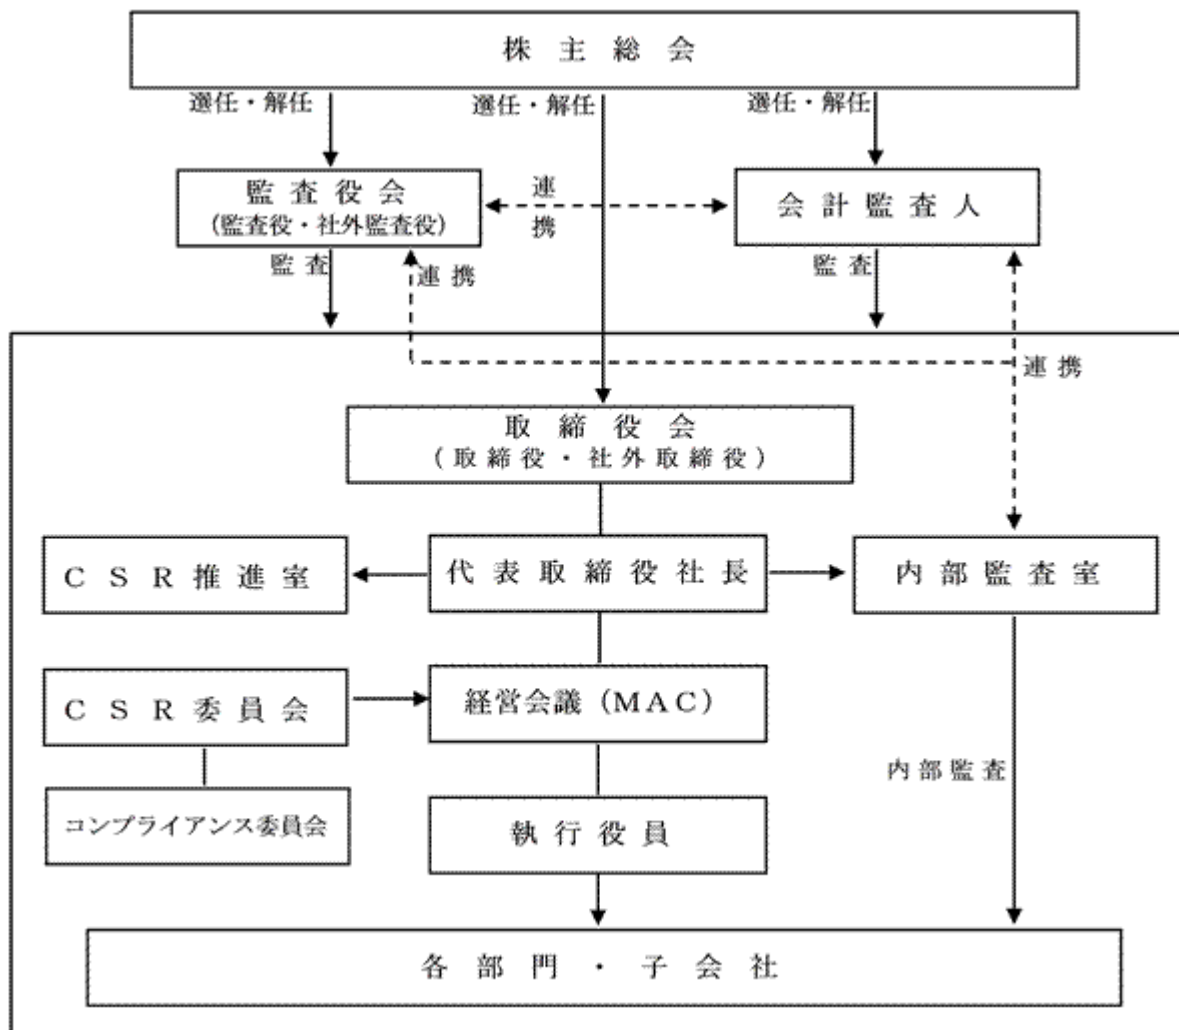 株主総会
選任・解任
選任・解任
選任・解任
監査役会
(監査役・社外監査役)
連
携
会計監査人
監査
連携
監査
連携
取締役会
(取締役・社外取締役)
CSR推進室
代表取締役社長
内部監査室
CSR委員会
経営会議(MAC)
内部監査
コンプライアンス委員会
執行役員
各部門・子会社